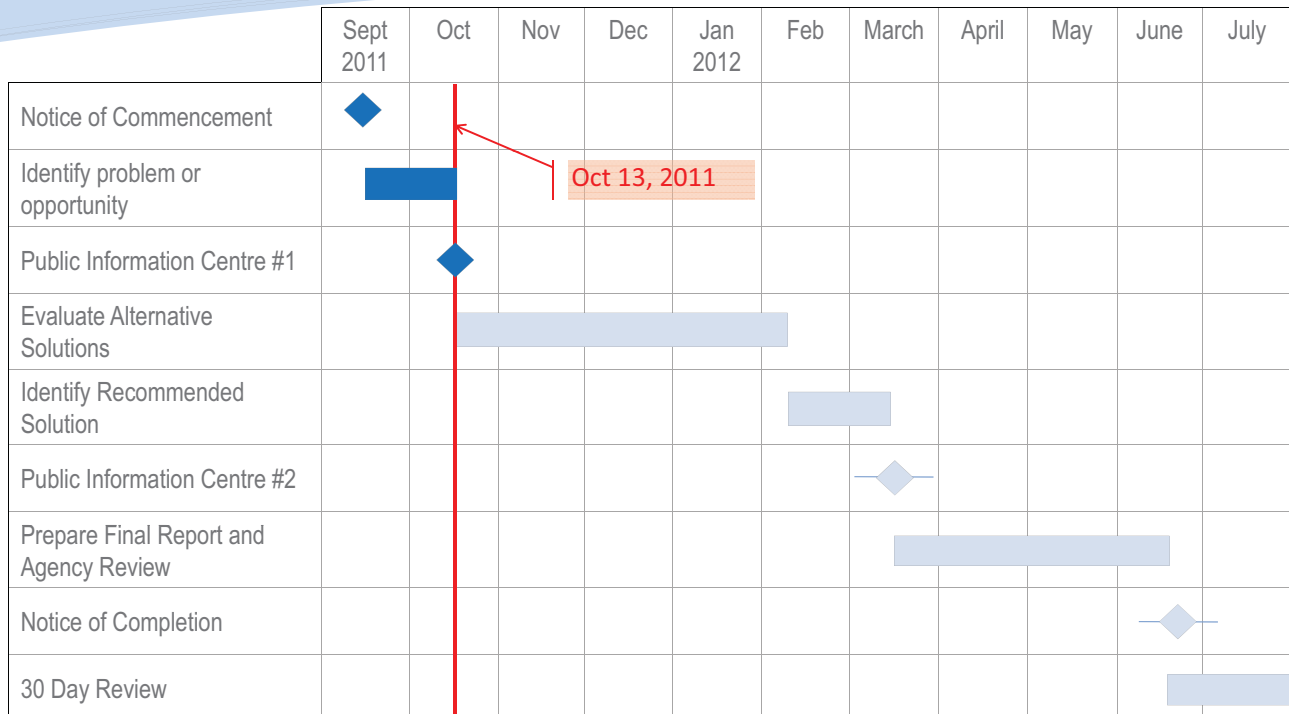 Sept
2011
Oct
Nov
Dec
Jan
2012
Feb
March
April
May
June
July
Notice of Commencement
Identify problem or
opportunity
Oct 13, 2011
Public Information Centre #1
Evaluate Alternative
Solutions
Identify Recommended
Solution
Public Information Centre #2
Prepare Final Report and
Agency Review
Notice of Completion
30 Day Review